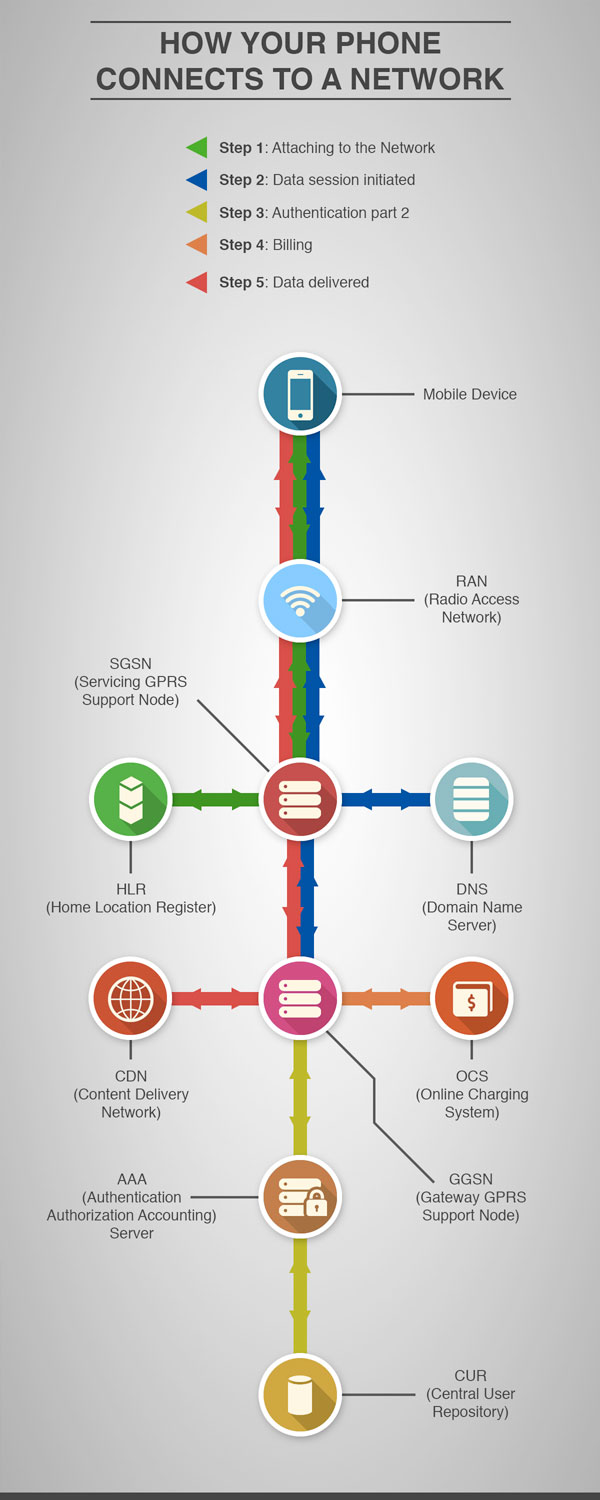 HOW YOUR PHONE
CONNECTS TO A NETWORK
Step 1: Attaching to the Network
Step 2: Data session initiated
Step 3: Authentication part 2
Step 4: Billing
Step 5: Data delivered
Mobile Device
RAN
(Radio Access
Network)
SGSN
(Servicing GPRS
Support Node)
HLR
(Home Location Register)
DNS
(Domain Name
Server)
CDN
(Content Delivery
Network)
OCS
(Online Charging
System)
$
AAA
(Authentication
Authorization Accounting)
Server
GGSN
(Gateway GPRS
Support Node)
CUR
(Central User
Repository)